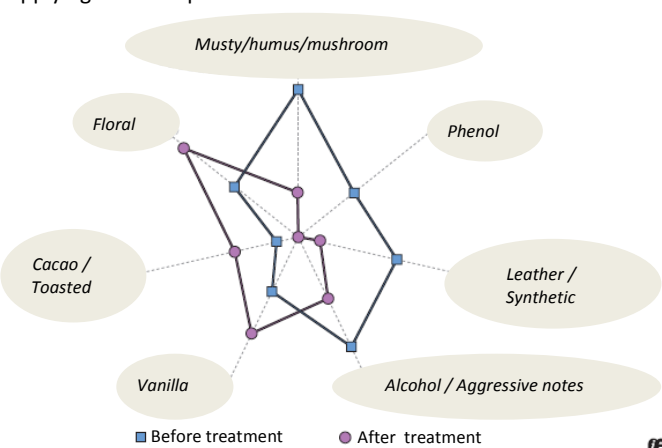 Musty/humus/mushroom
Floral
Phenol
Cacao /
Toasted
Leather /
Synthetic
Vanilla
Alcohol / Aggressive notes
Before treatment
After treatment